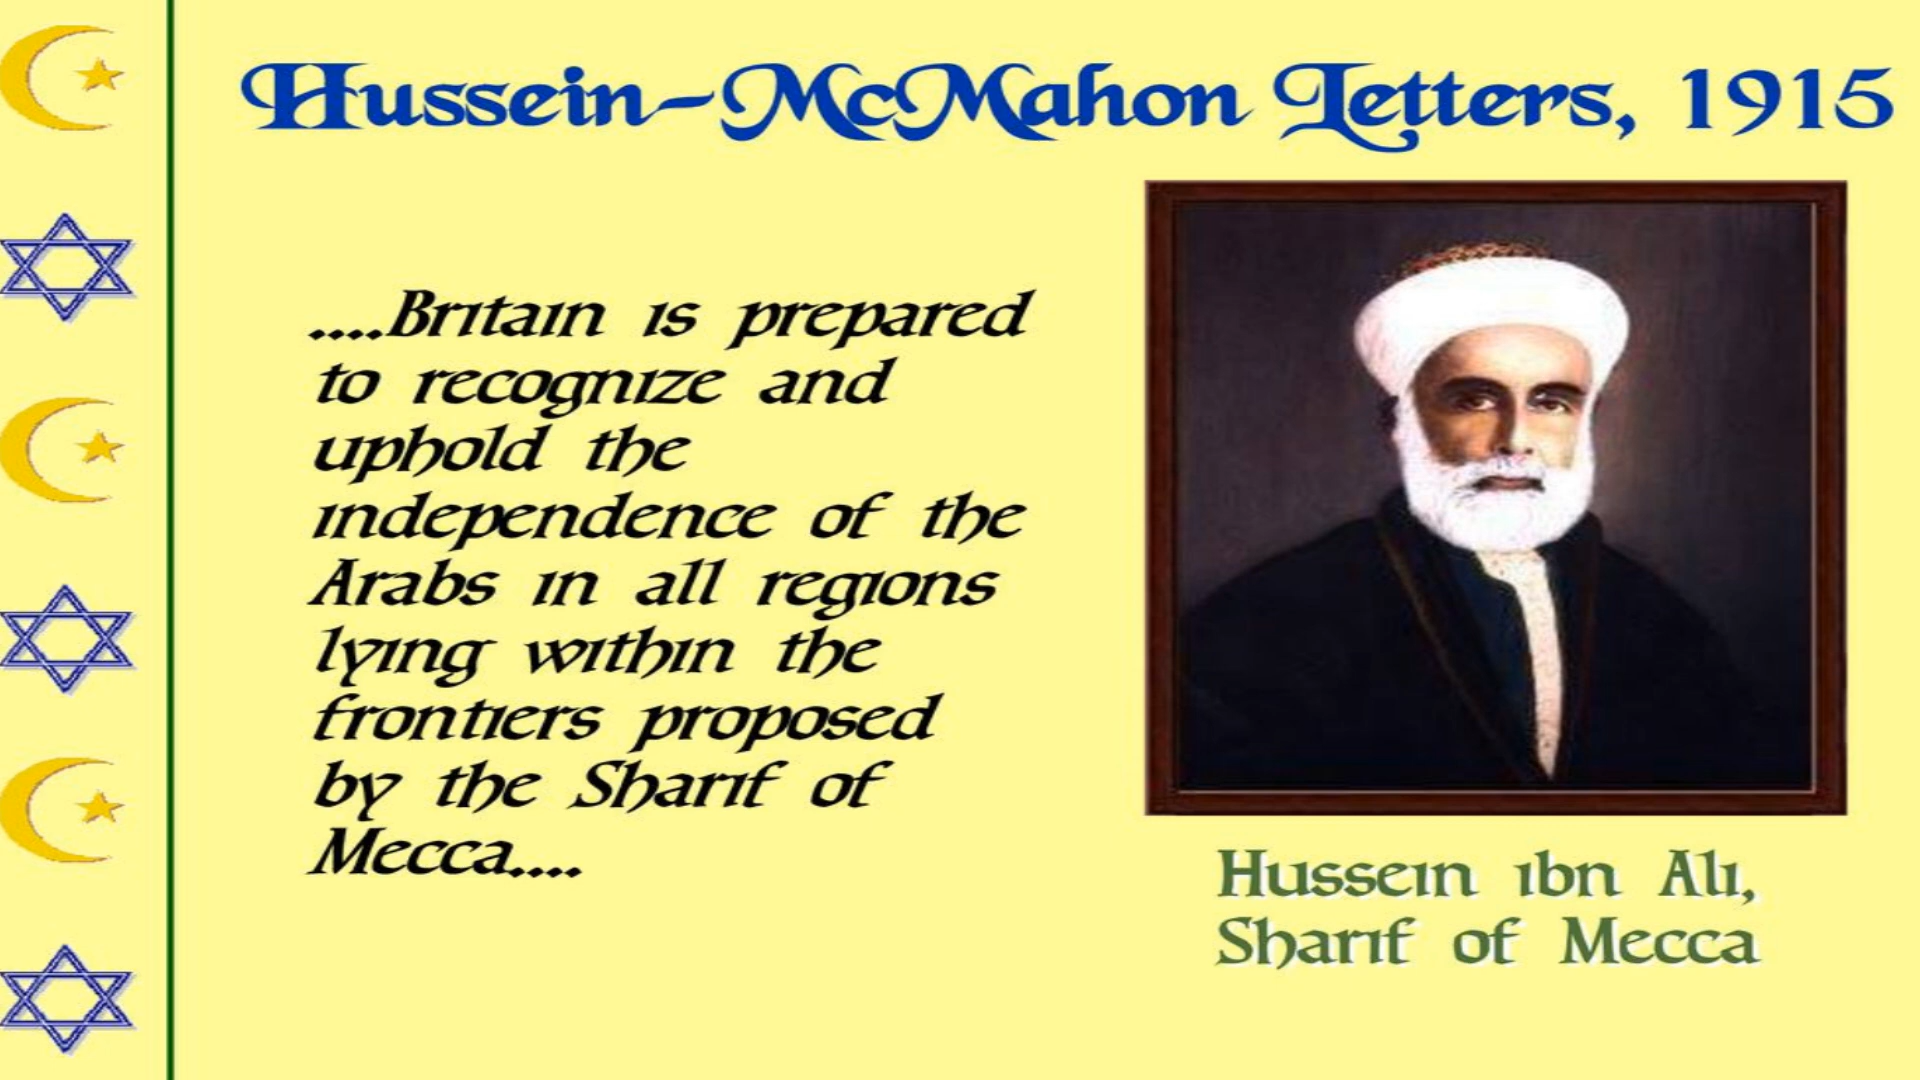 Hussein-McMahon Letters, 1915
....Britain is prepared
to recognize and
uphold the
independence of the
Arabs in all regions
lying within the
frontiers proposed
by the Sharif of
Mecca....
Hussein ibn Ali,
Sharif of Mecca